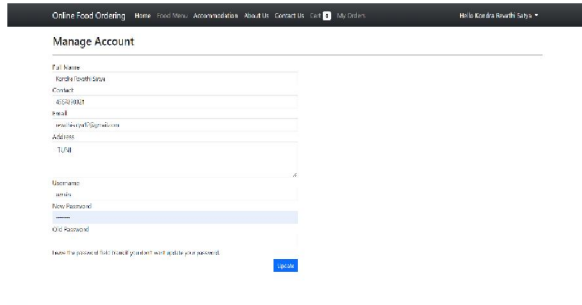 Online Food Ordering Home Food Menu Accommodation About Us Contact Us Cart 1 My Orders Hello Kondra Revathi Satya
Manage Account
Full Name
Kondra Revathi Satya
Contact
Email
Address
TUNI
Username
New Password
Old Password
Leave the password field blank if you don't want update your password.
Update